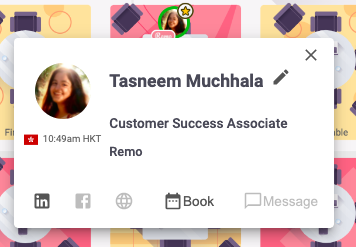 Tasneem Muchhala
Customer Success Associate
10:49am HKT
Remo
Book
Message